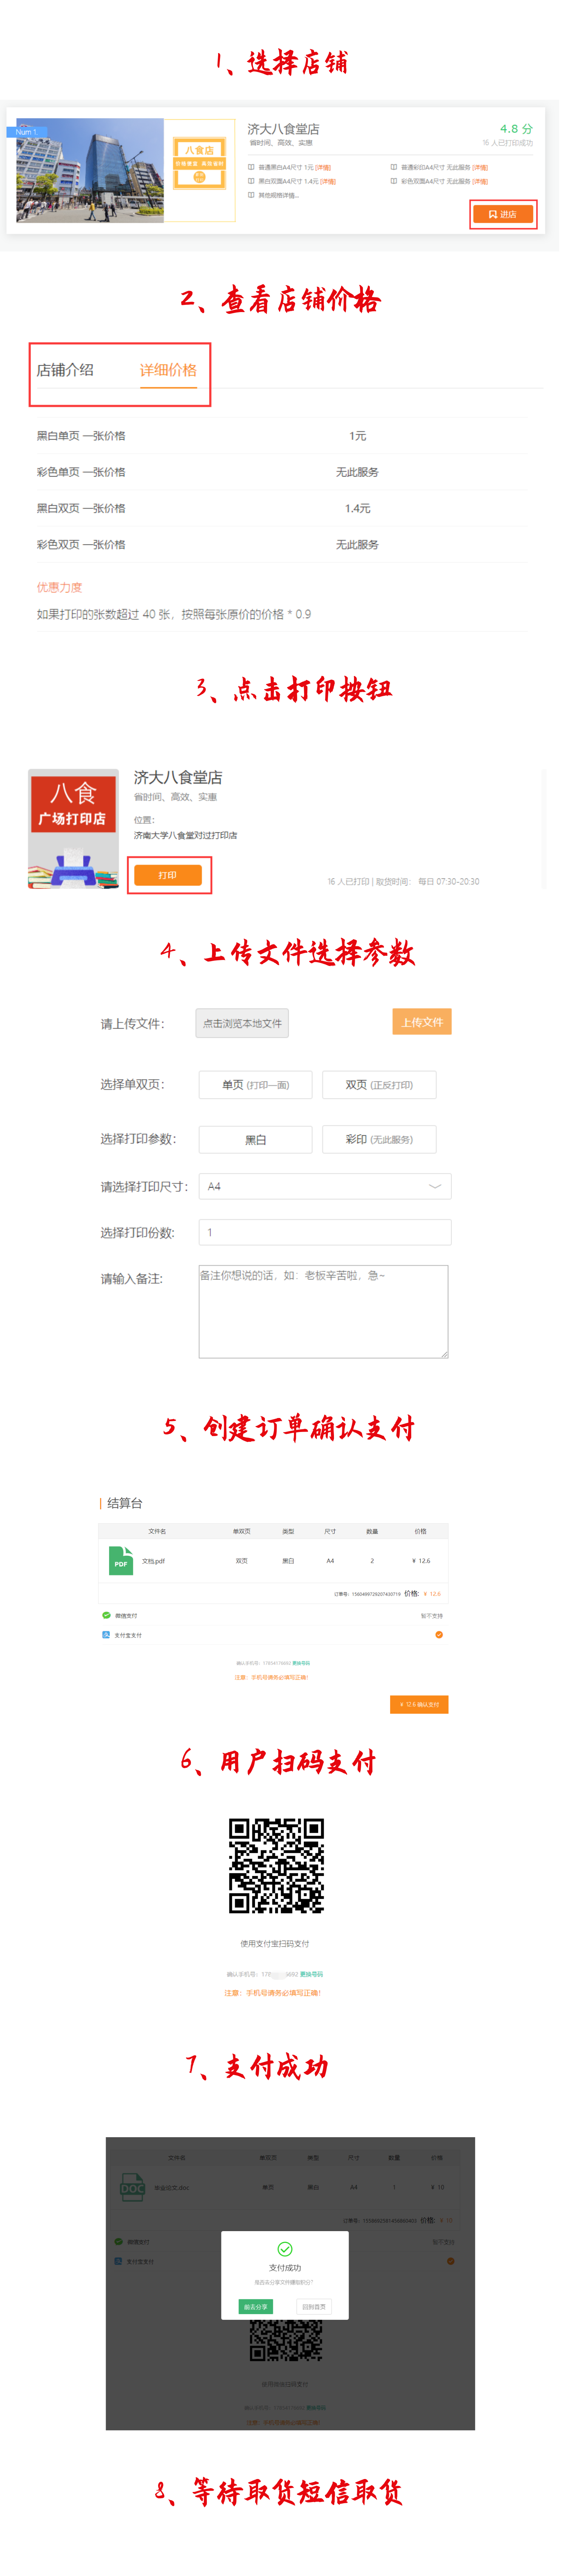 1、选择店铺
Num 1
八食店
价格便宜 高效省时
济大八食堂店
4.8 分
省时间、高效、实惠
16 人已打印成功
普通黑白A4尺寸 1元 [详情]
普通彩印A4尺寸 无此服务 [详情]
黑白双面A4尺寸 1.4元 [详情]
彩色双面A4尺寸 无此服务 [详情]
其他规格详情...
进店
2、查看店铺价格
店铺介绍
详细价格
黑白单页 一张价格
1元
彩色单页 一张价格
无此服务
黑白双页 一张价格
1.4元
彩色双页 一张价格
无此服务
优惠力度
如果打印的张数超过 40 张，按照每张原价的价格 * 0.9
3、点击打印按钮
八食
广场打印店
济大八食堂店
省时间、高效、实惠
位置：
济南大学八食堂对过打印店
打印
16 人已打印 | 取货时间： 每日 07:30-20:30
4、上传文件选择参数
请上传文件：
点击浏览本地文件
上传文件
选择单双页：
单页 (打印一面)
双页 (正反打印)
选择打印参数：
黑白
彩印 (无此服务)
请选择打印尺寸：
A4
选择打印份数:
1
请输入备注:
备注你想说的话，如：老板辛苦啦，急~
5、创建订单确认支付
结算台
文件名 单双页 类型 尺寸 数量 价格
PDF
文档.pdf 双页 黑白 A4 2 ¥ 12.6
价格: ¥ 12.6
微信支付
暂不支持
支付宝支付
更换号码
注意：手机号请务必填写正确！
¥ 12.6 确认支付
6、用户扫码支付
使用支付宝扫码支付
更换号码
注意：手机号请务必填写正确！
7、支付成功
文件名 单双页 类型 尺寸 数量 价格
DOC
毕业论文.doc 单页 黑白 A4 1 ¥ 10
价格: ¥ 10
微信支付
暂不支持
支付宝支付
支付成功
是否去分享文件赚取积分?
前去分享
回到首页
使用支付宝扫码支付
更换号码
注意：手机号请务必填写正确！
8、等待取货短信取货